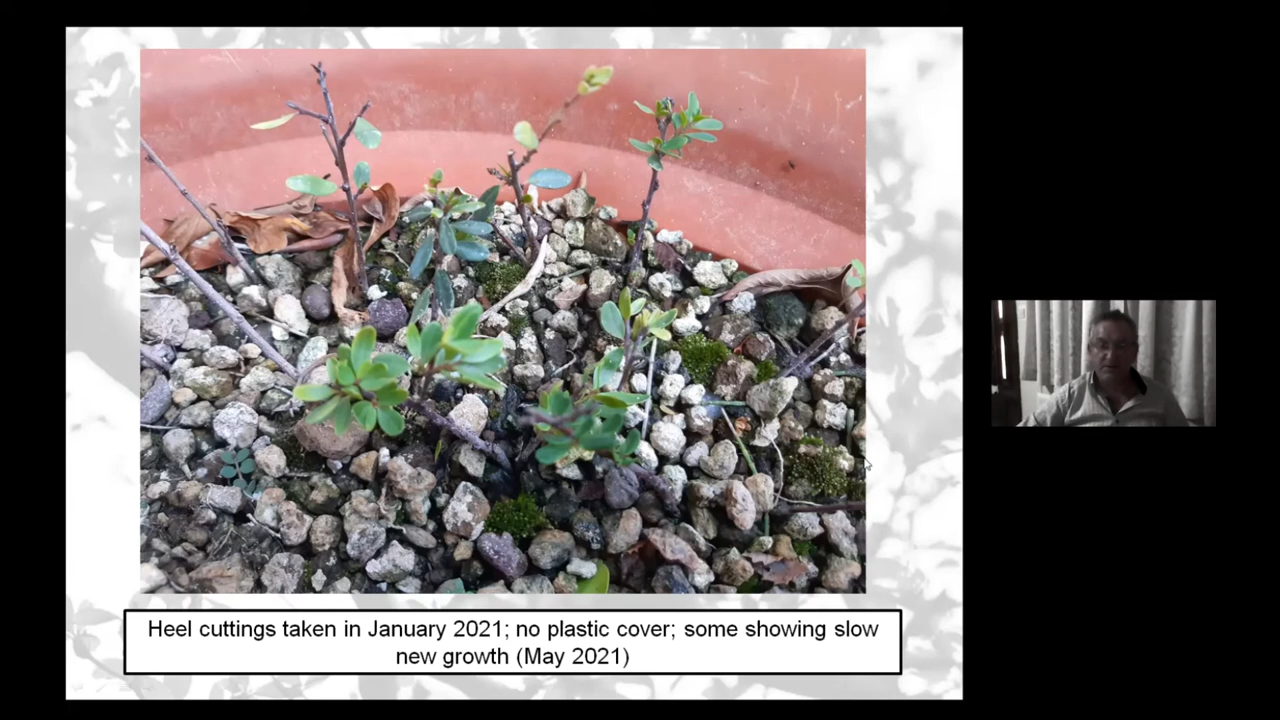 Heel cuttings taken in January 2021; no plastic cover; some showing slow
new growth (May 2021)